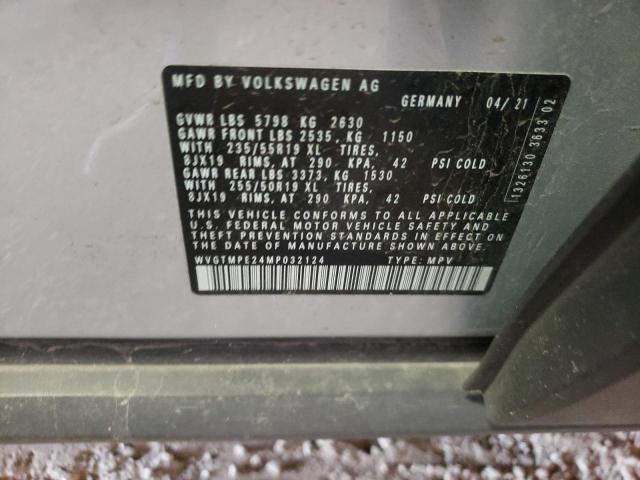 MFD BY VOLKSWAGEN AG
GERMANY 04/21
GVWR LBS 5798 KG 2630
GAWR FRONT LBS 2535, KG 1150
WITH 235/55R19 XL TIRES,
8JX19 RIMS, AT 290 KPA, 42 PSI COLD
GAWR REAR LBS 3373, KG 1530
WITH 255/50R19 XL TIRES,
8JX19 RIMS, AT 290 KPA, 42 PSI COLD
THIS VEHICLE CONFORMS TO ALL APPLICABLE
U.S. FEDERAL MOTOR VEHICLE SAFETY AND
THEFT PREVENTION STANDARDS IN EFFECT ON
THE DATE OF MANUFACTURE SHOWN ABOVE.
WVGTMPE24MP032124 TYPE: MPV
1326130 3633 02